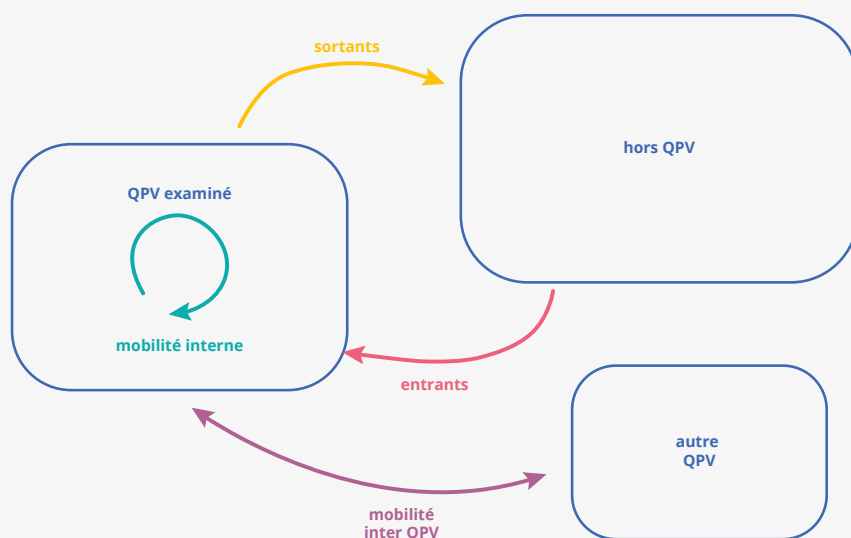 sortants
hors QPV
QPV examiné
mobilité interne
entrants
autre
QPV
mobilité
inter QPV